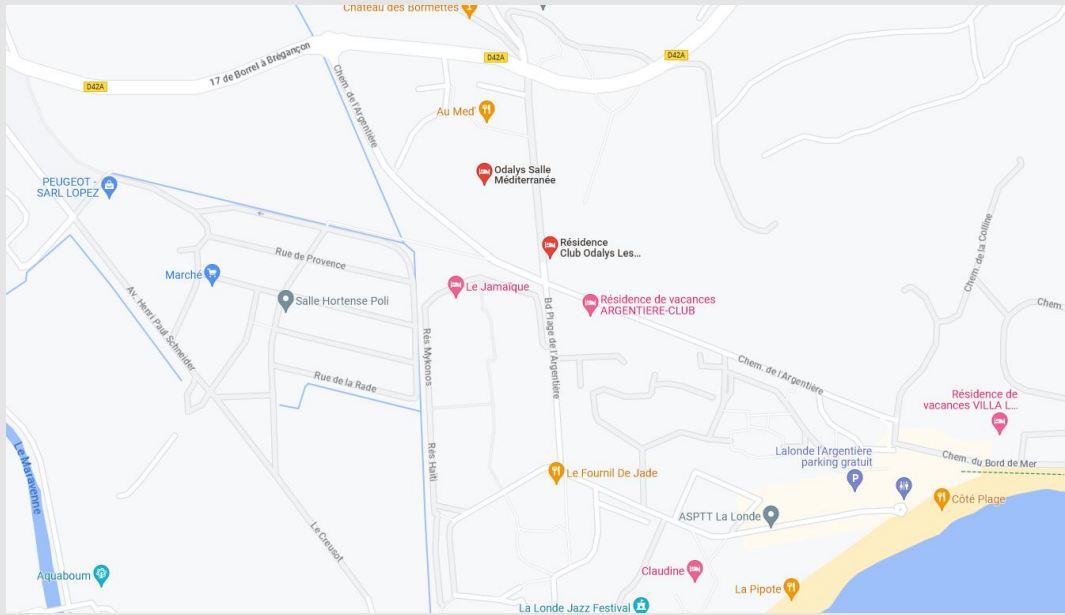 Château des Bormettes
17 de Borrel à Brégançon
D42A
D42A
D42A
Chem. de l'Argentière
Au Med'
Odalys Salle
Méditerranée
PEUGEOT -
SARL LOPEZ
Résidence
Club Odalys Les...
Chem. de la Colline
Rue de Provence
Marché
Salle Hortense Poli
Le Jamaïque
Résidence de vacances
ARGENTIERE-CLUB
Chem.
Av. Henri Paul Schneider
Rés Mykonos
Bd Plage de l'Argentière
Rue de la Rade
Chem. de l'Argentière
Résidence de
vacances VILLA L...
Le Maravenne
Rés Haïti
Le Fournil De Jade
Lalonde l'Argentière
parking gratuit
P
Chem. du Bord de Mer
Côté Plage
ASPTT La Londe
Le Creusot
Aquaboum
Claudine
La Pipote
La Londe Jazz Festival